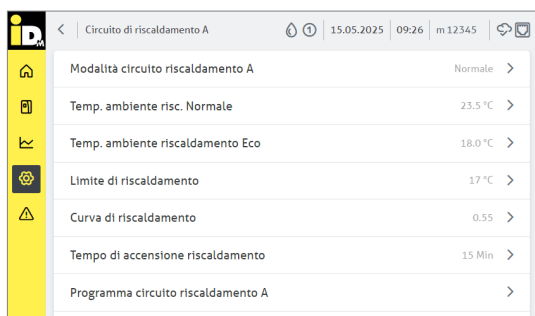 iD M
Circuito di riscaldamento A 1 15.05.2025 09:26 m 12345
Modalità circuito riscaldamento A Normale
Temp. ambiente risc. Normale 23.5 °C
Temp. ambiente riscaldamento Eco 18.0 °C
Limite di riscaldamento 17 °C
Curva di riscaldamento 0.55
Tempo di accensione riscaldamento 15 Min
Programma circuito riscaldamento A